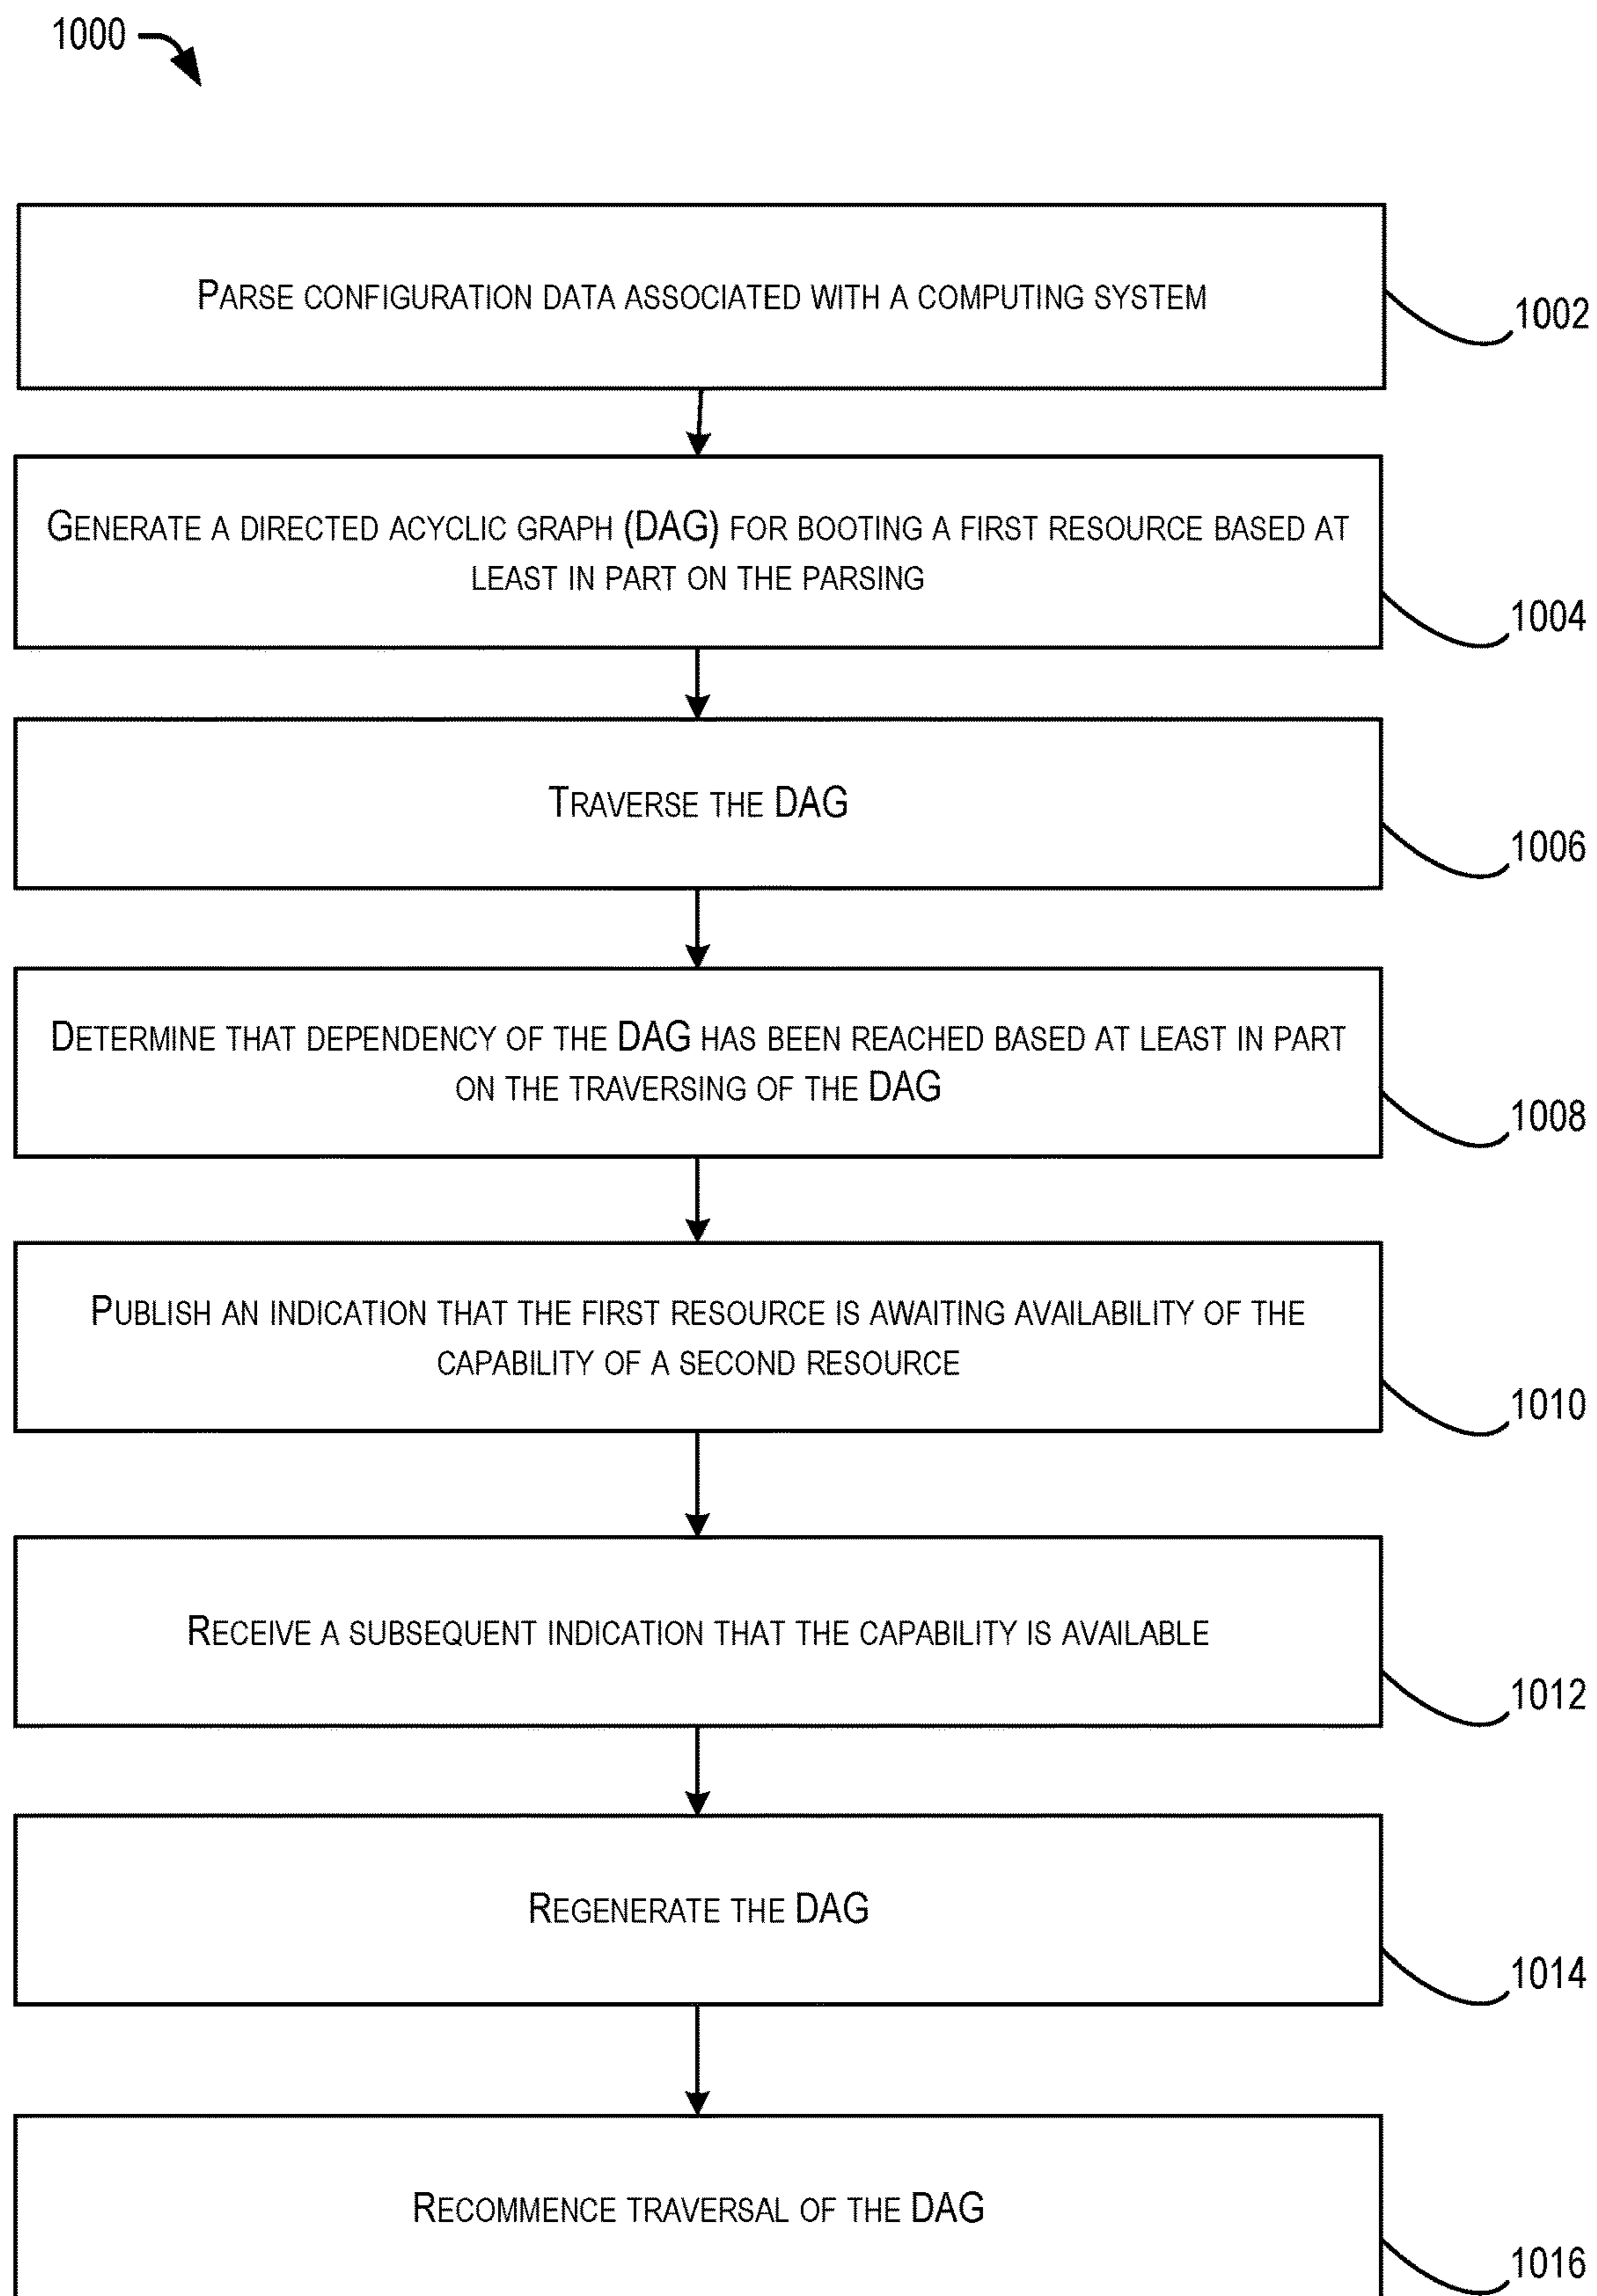 1000
PARSE CONFIGURATION DATA ASSOCIATED WITH A COMPUTING SYSTEM
1002
GENERATE A DIRECTED ACYCLIC GRAPH (DAG) FOR BOOTING A FIRST RESOURCE BASED AT
LEAST IN PART ON THE PARSING
1004
TRAVERSE THE DAG
1006
DETERMINE THAT DEPENDENCY OF THE DAG HAS BEEN REACHED BASED AT LEAST IN PART
ON THE TRAVERSING OF THE DAG
1008
PUBLISH AN INDICATION THAT THE FIRST RESOURCE IS AWAITING AVAILABILITY OF THE
CAPABILITY OF A SECOND RESOURCE
1010
RECEIVE A SUBSEQUENT INDICATION THAT THE CAPABILITY IS AVAILABLE
1012
REGENERATE THE DAG
1014
RECOMMENCE TRAVERSAL OF THE DAG
1016